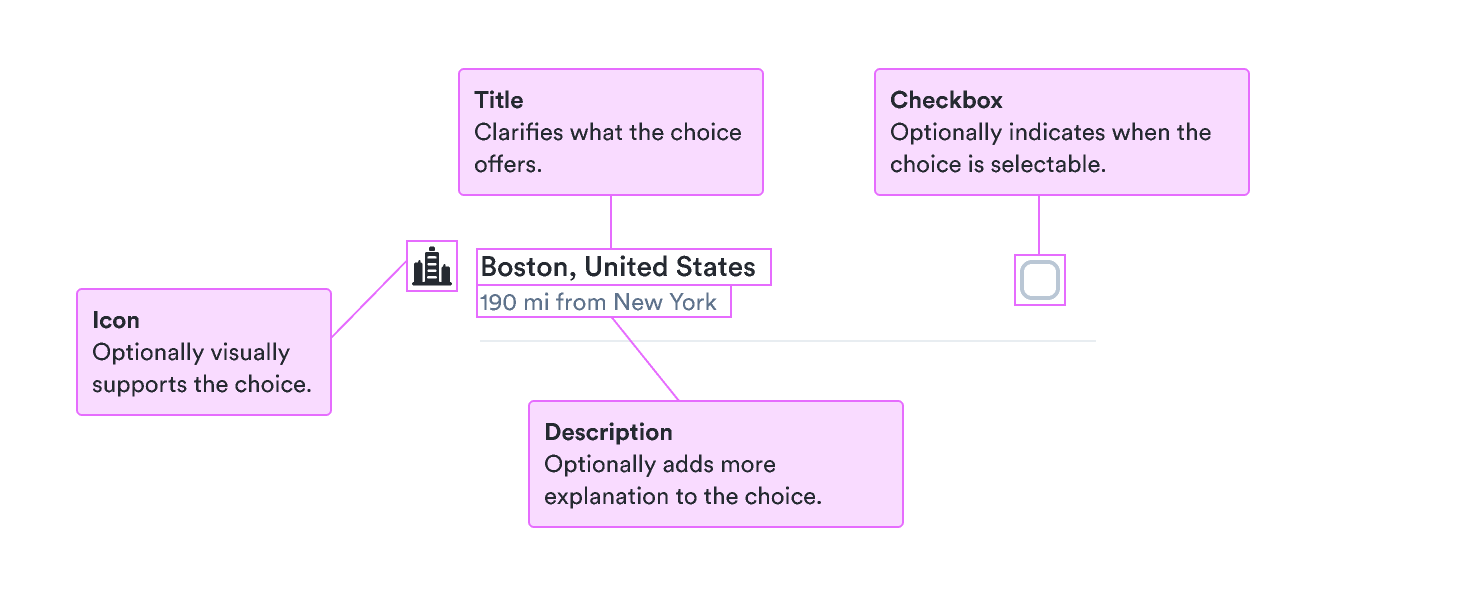 Title
Clarifies what the choice
offers.
Checkbox
Optionally indicates when the
choice is selectable.
Boston, United States
190 mi from New York
Icon
Optionally visually
supports the choice.
Description
Optionally adds more
explanation to the choice.